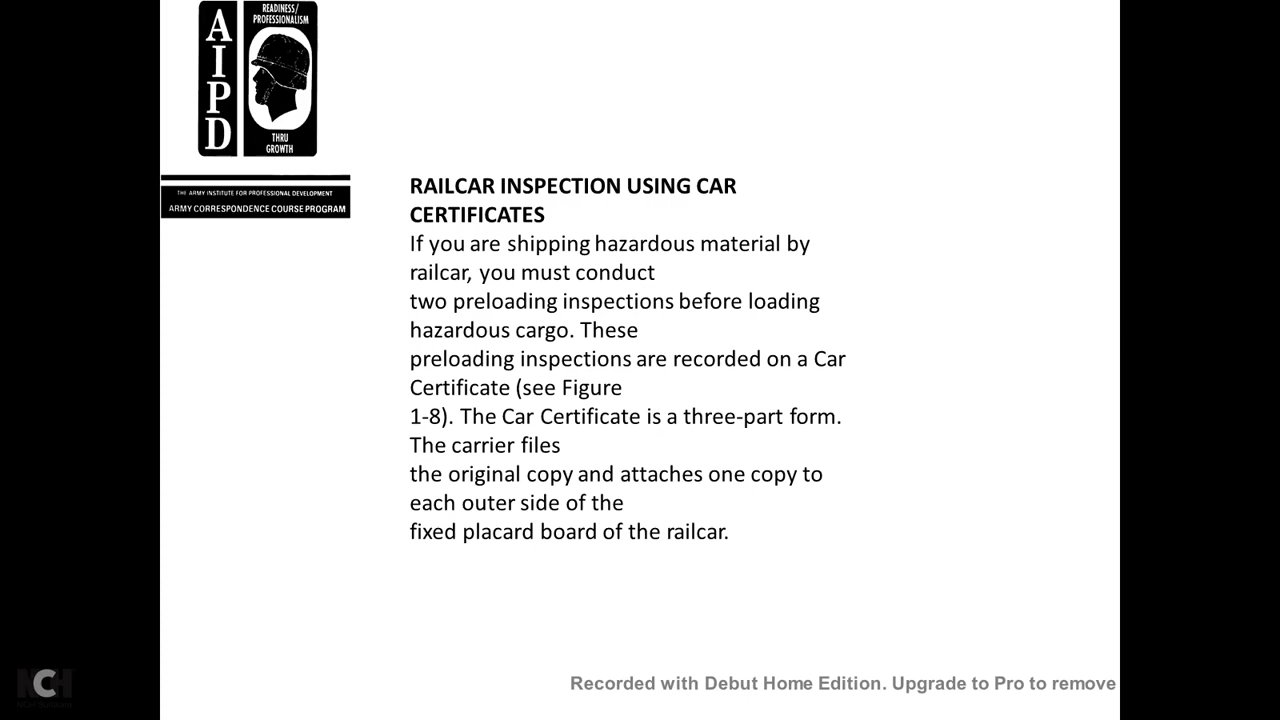 READINESS/
PROFESSIONALISM
AIPD
THRU
GROWTH
THE ARMY INSTITUTE FOR PROFESSIONAL DEVELOPMENT
ARMY CORRESPONDENCE COURSE PROGRAM
RAILCAR INSPECTION USING CAR
CERTIFICATES
If you are shipping hazardous material by
railcar, you must conduct
two preloading inspections before loading
hazardous cargo. These
preloading inspections are recorded on a Car
Certificate (see Figure
1-8). The Car Certificate is a three-part form.
The carrier files
the original copy and attaches one copy to
each outer side of the
fixed placard board of the railcar.
NCH
Recorded with Debut Home Edition. Upgrade to Pro to remove